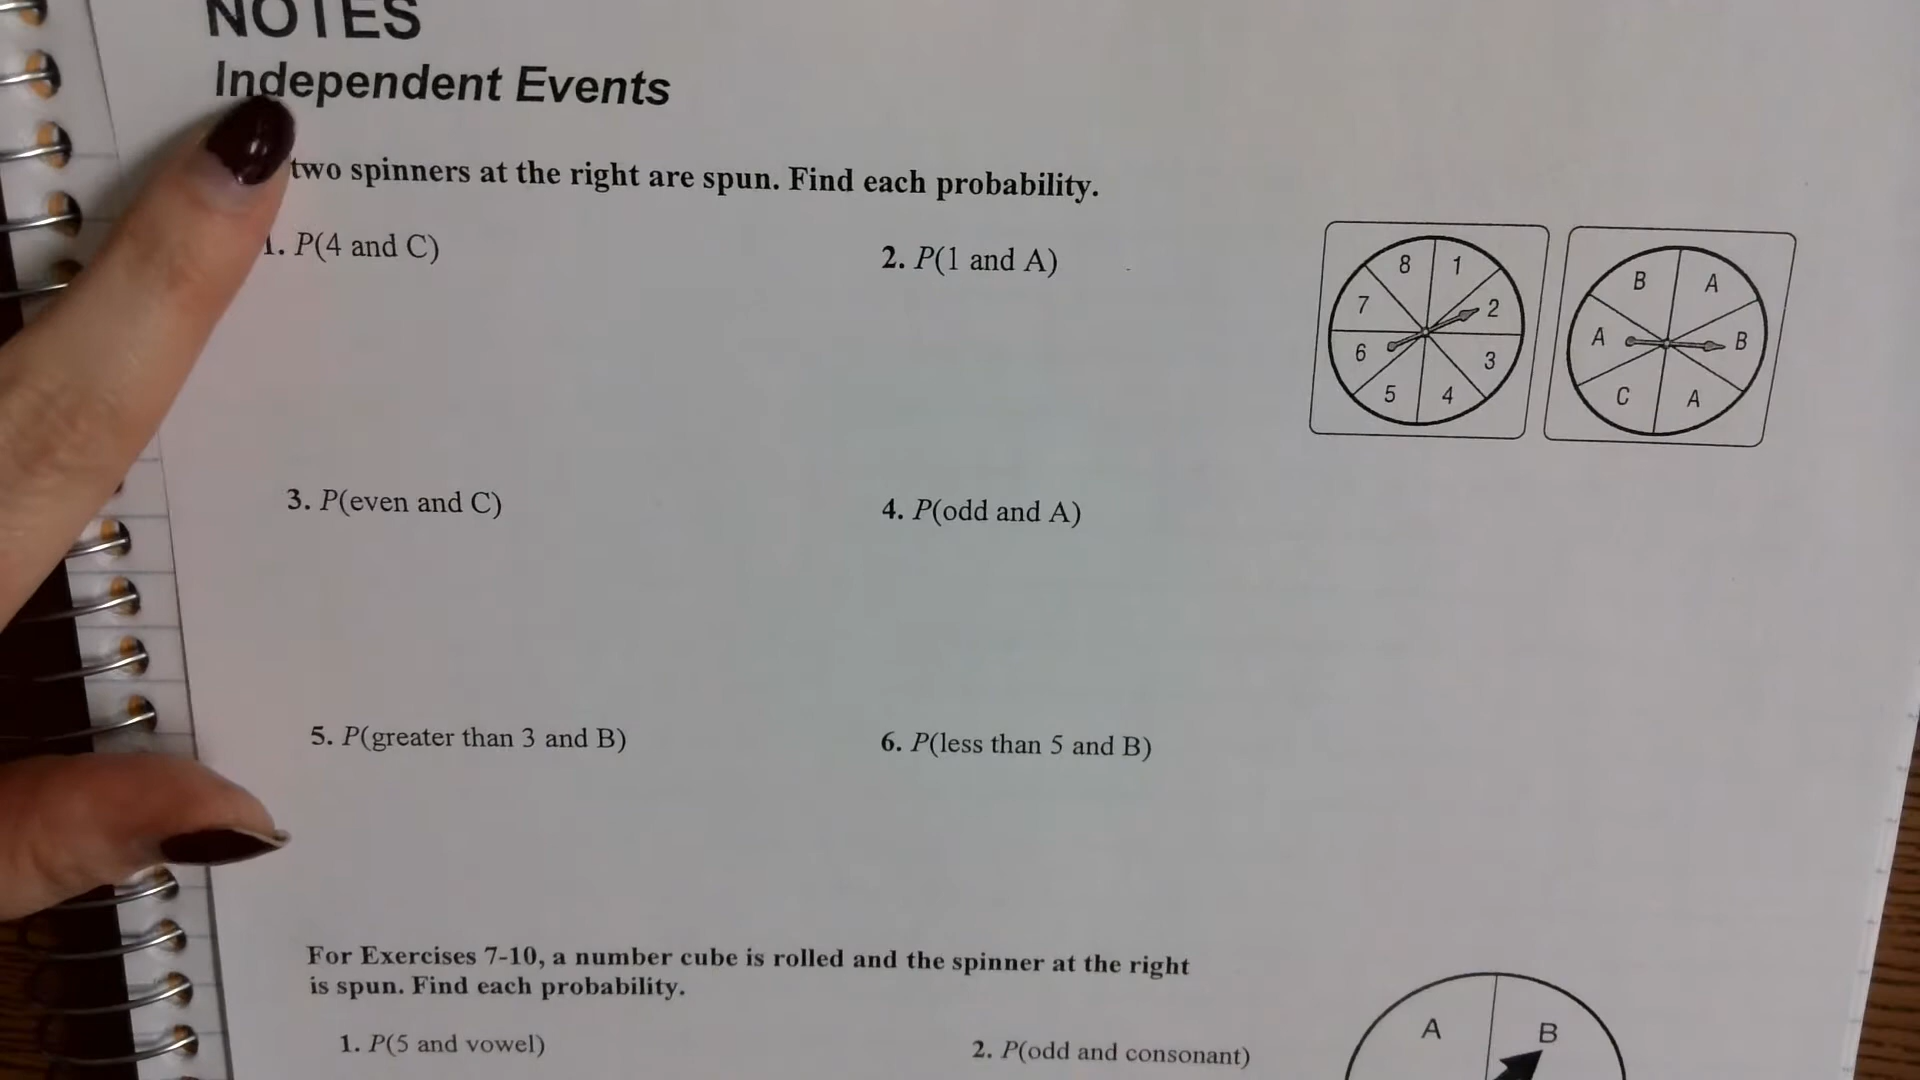 NOTES
Independent Events
two spinners at the right are spun. Find each probability.
1. P(4 and C)
2. P(1 and A)
8 1
7 2
6 3
5 4
B A
A B
C A
3. P(even and C)
4. P(odd and A)
5. P(greater than 3 and B)
6. P(less than 5 and B)
For Exercises 7-10, a number cube is rolled and the spinner at the right
is spun. Find each probability.
1. P(5 and vowel)
2. P(odd and consonant)
A B